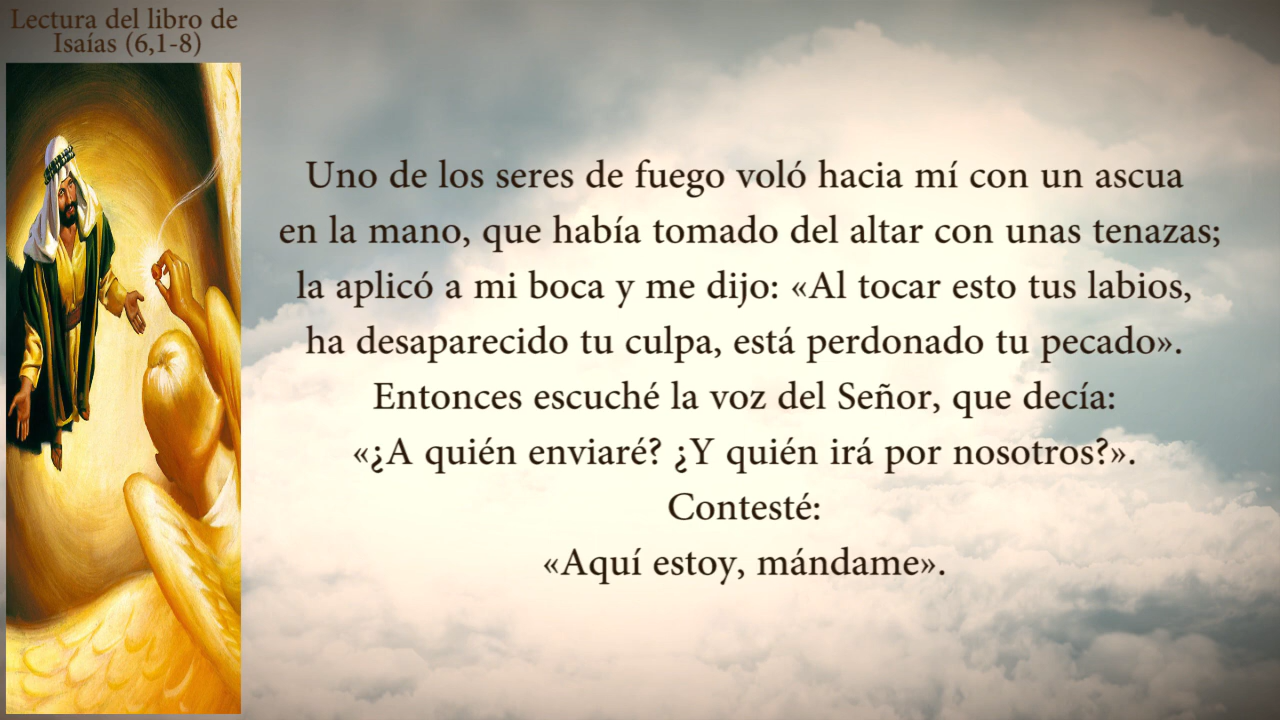 Lectura del libro de
Isaías (6,1-8)
Uno de los seres de fuego voló hacia mí con un ascua
en la mano, que había tomado del altar con unas tenazas;
la aplicó a mi boca y me dijo: «Al tocar esto tus labios,
ha desaparecido tu culpa, está perdonado tu pecado».
Entonces escuché la voz del Señor, que decía:
«¿A quién enviaré? ¿Y quién irá por nosotros?».
Contesté:
«Aquí estoy, mándame».